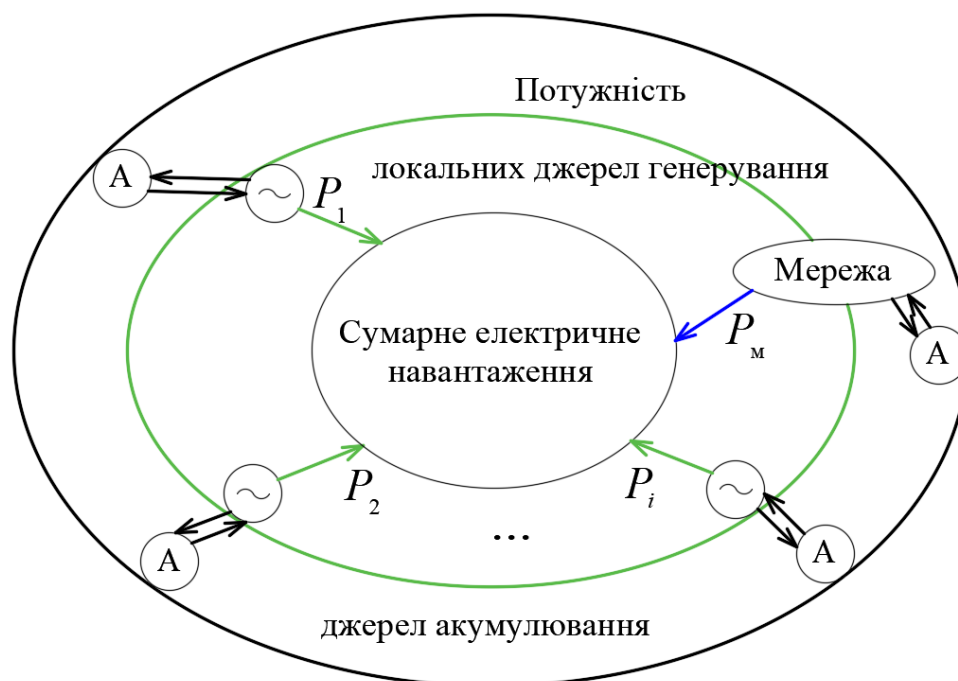 Потужність
локальних джерел генерування
А
P₁
Мережа
Сумарне електричне
навантаження
Pм
А
P₂
Pᵢ
А
...
А
джерел акумулювання